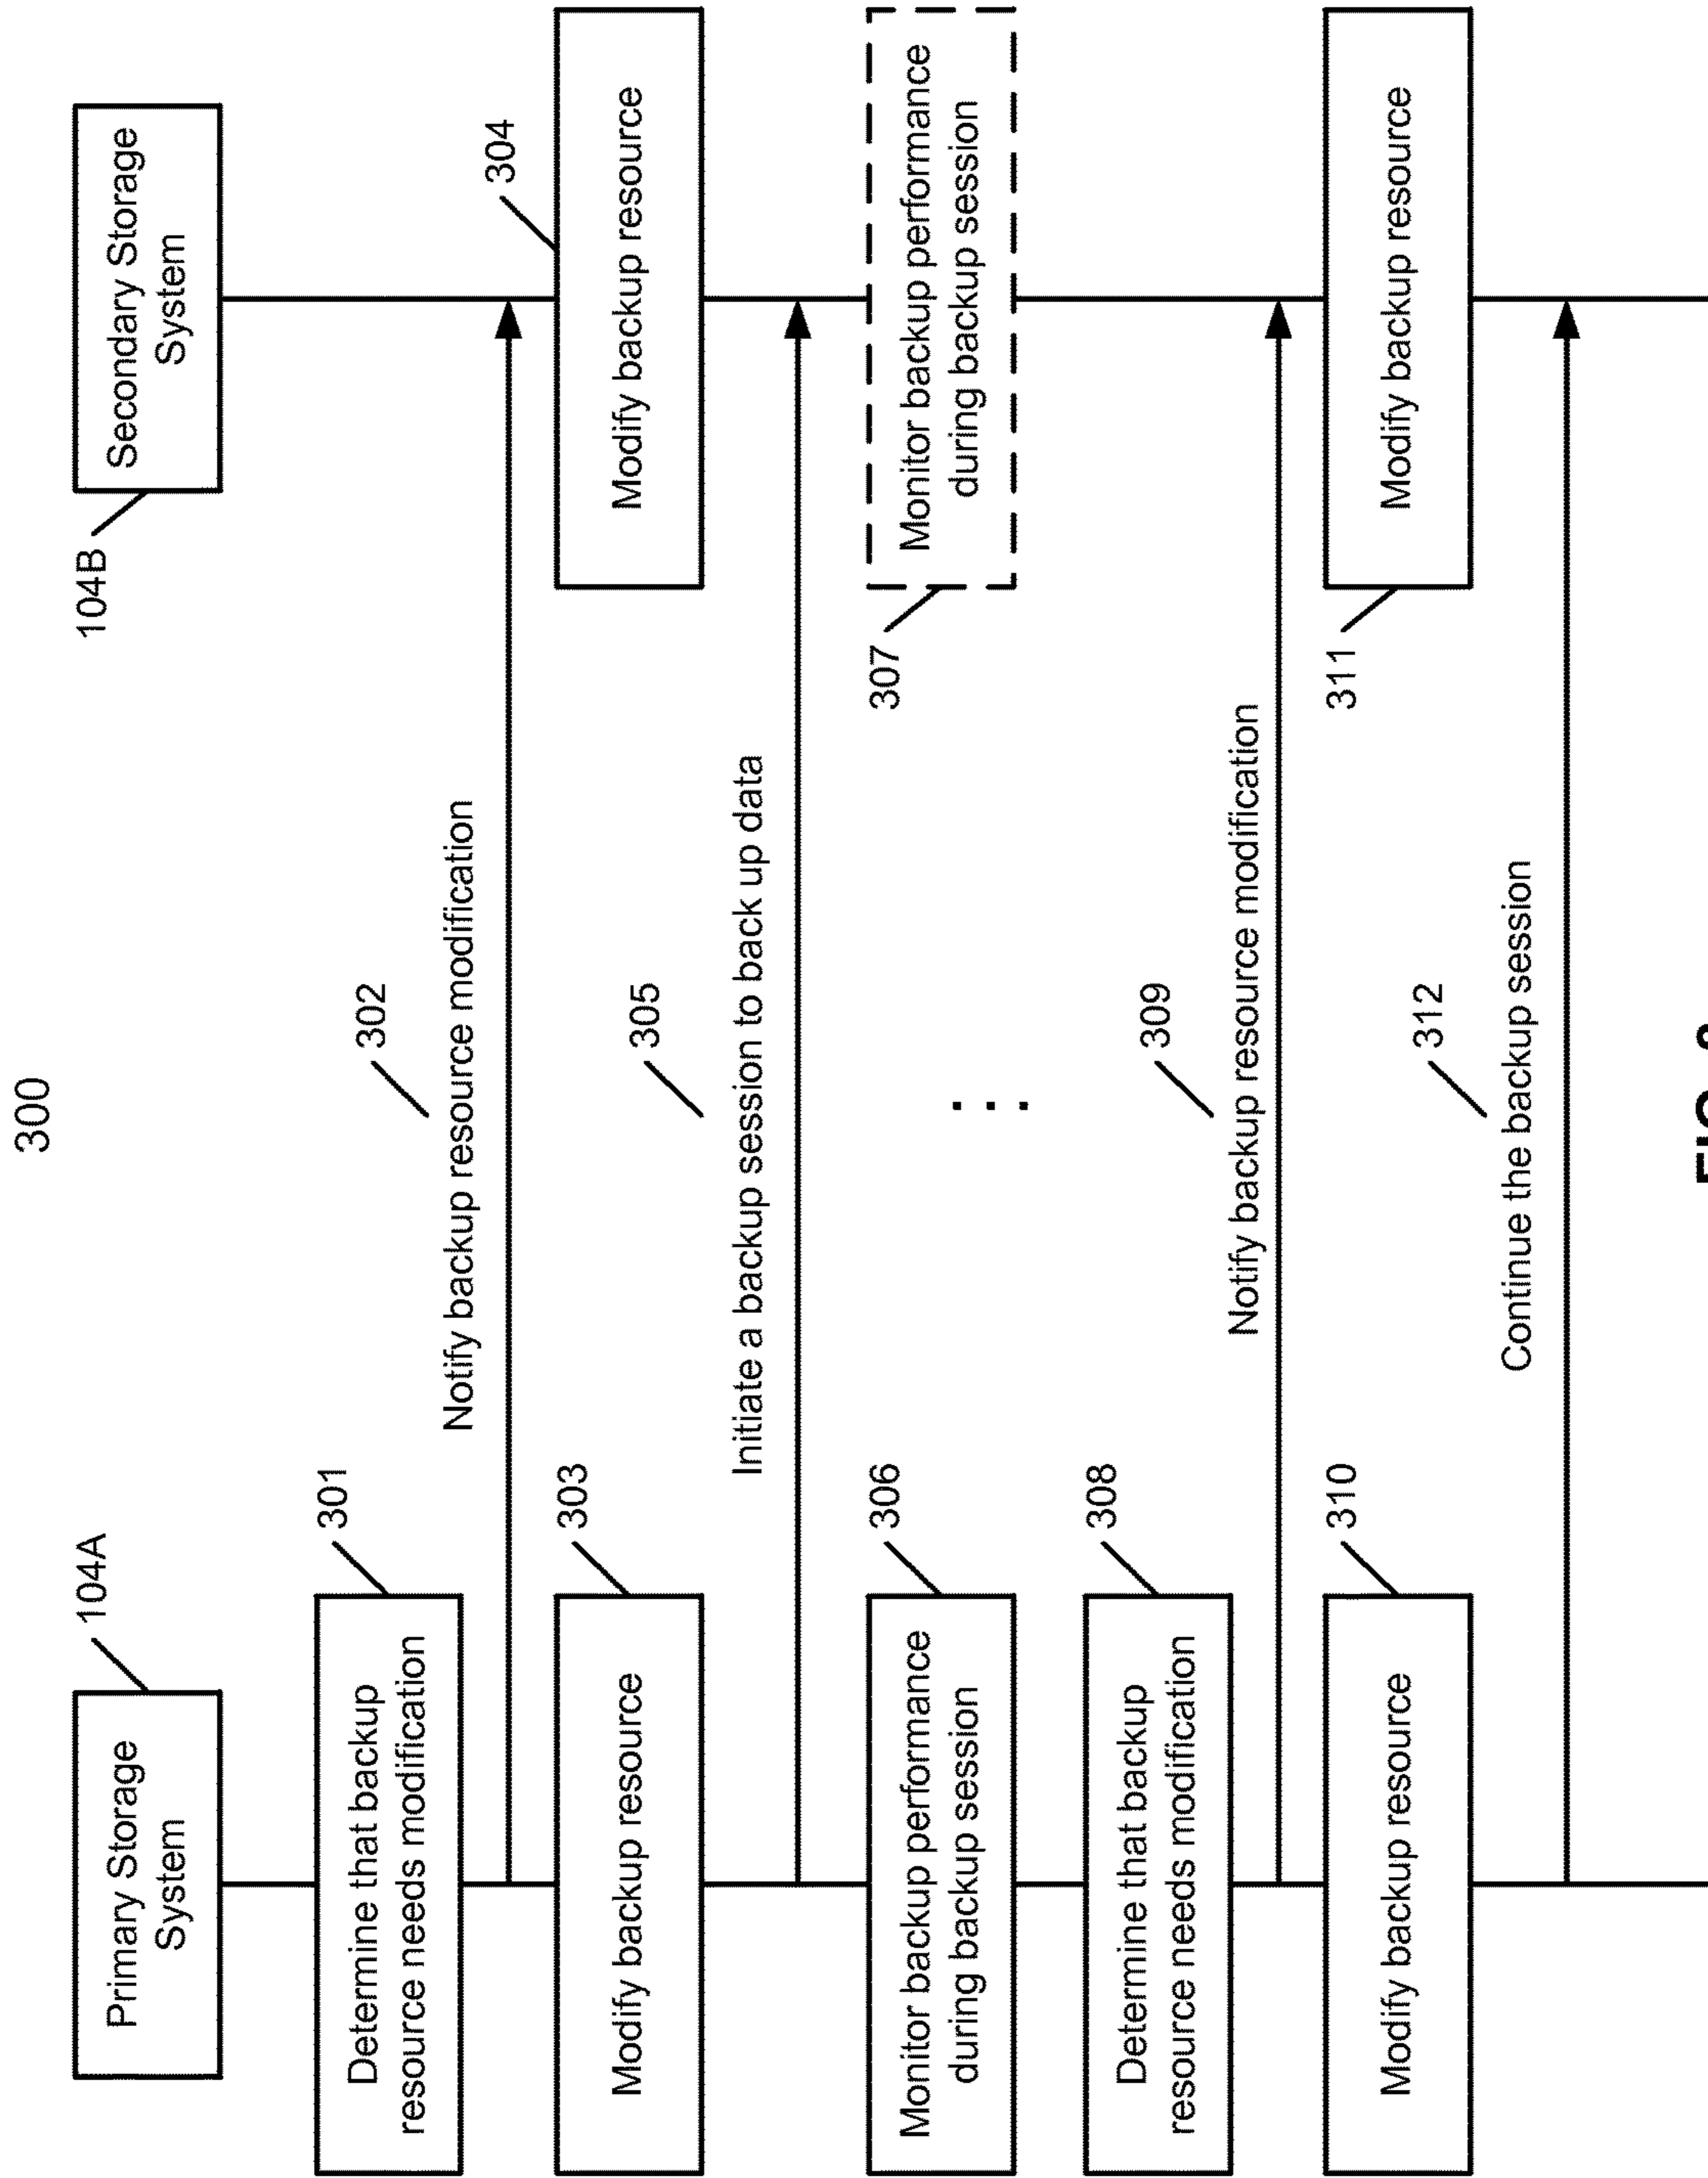 300
Primary Storage
System
104A
104B
Secondary Storage
System
Determine that backup
resource needs modification
301
302
Notify backup resource modification
Modify backup resource
303
304
Modify backup resource
305
Initiate a backup session to back up data
Monitor backup performance
during backup session
306
...
307
Monitor backup performance
during backup session
Determine that backup
resource needs modification
308
309
Notify backup resource modification
Modify backup resource
310
311
Modify backup resource
312
Continue the backup session